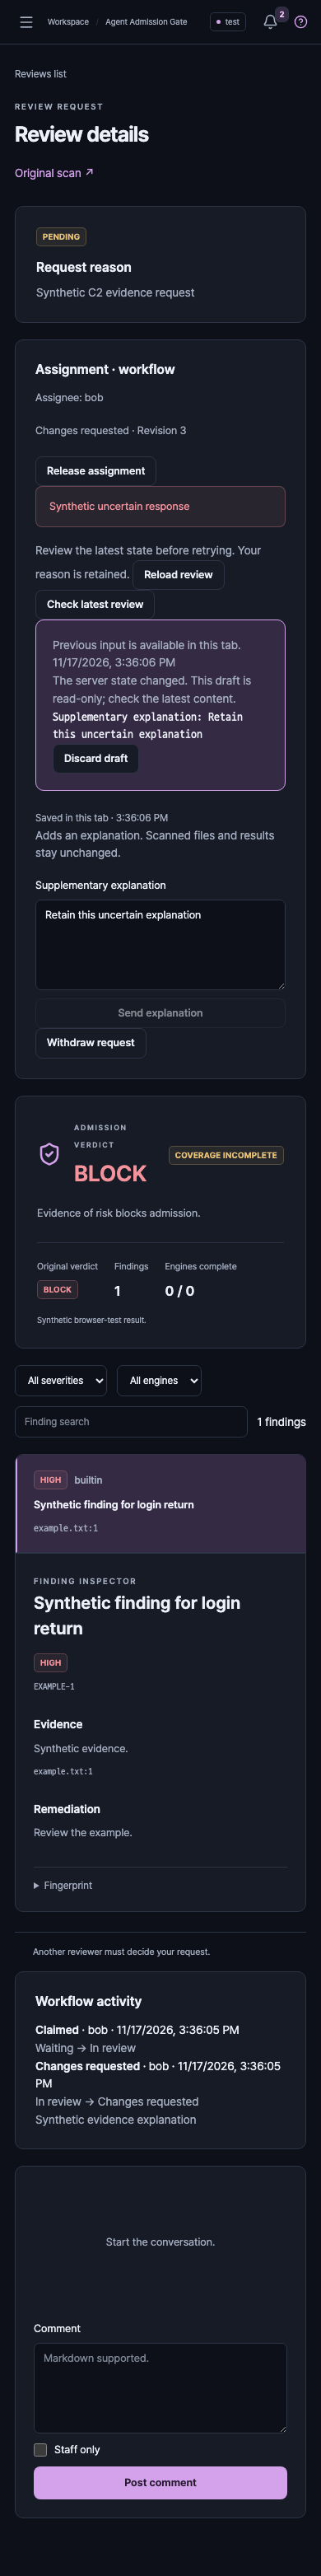 Workspace / Agent Admission Gate
test
2
Reviews list
REVIEW REQUEST
Review details
Original scan ↗
PENDING
Request reason
Synthetic C2 evidence request
Assignment · workflow
Assignee: bob
Changes requested · Revision 3
Release assignment
Synthetic uncertain response
Review the latest state before retrying. Your
reason is retained. Reload review
Check latest review
Previous input is available in this tab.
11/17/2026, 3:36:06 PM
The server state changed. This draft is
read-only; check the latest content.
Supplementary explanation: Retain
this uncertain explanation
Discard draft
Saved in this tab · 3:36:06 PM
Adds an explanation. Scanned files and results
stay unchanged.
Supplementary explanation
Retain this uncertain explanation
Send explanation
Withdraw request
ADMISSION
VERDICT
BLOCK
COVERAGE INCOMPLETE
Evidence of risk blocks admission.
Original verdict Findings Engines complete
BLOCK 1 0 / 0
Synthetic browser-test result.
All severities All engines
Finding search 1 findings
HIGH builtin
Synthetic finding for login return
example.txt:1
FINDING INSPECTOR
Synthetic finding for login
return
HIGH
EXAMPLE-1
Evidence
Synthetic evidence.
example.txt:1
Remediation
Review the example.
Fingerprint
Another reviewer must decide your request.
Workflow activity
Claimed · bob · 11/17/2026, 3:36:05 PM
Waiting → In review
Changes requested · bob · 11/17/2026, 3:36:05
PM
In review → Changes requested
Synthetic evidence explanation
Start the conversation.
Comment
Markdown supported.
Staff only
Post comment